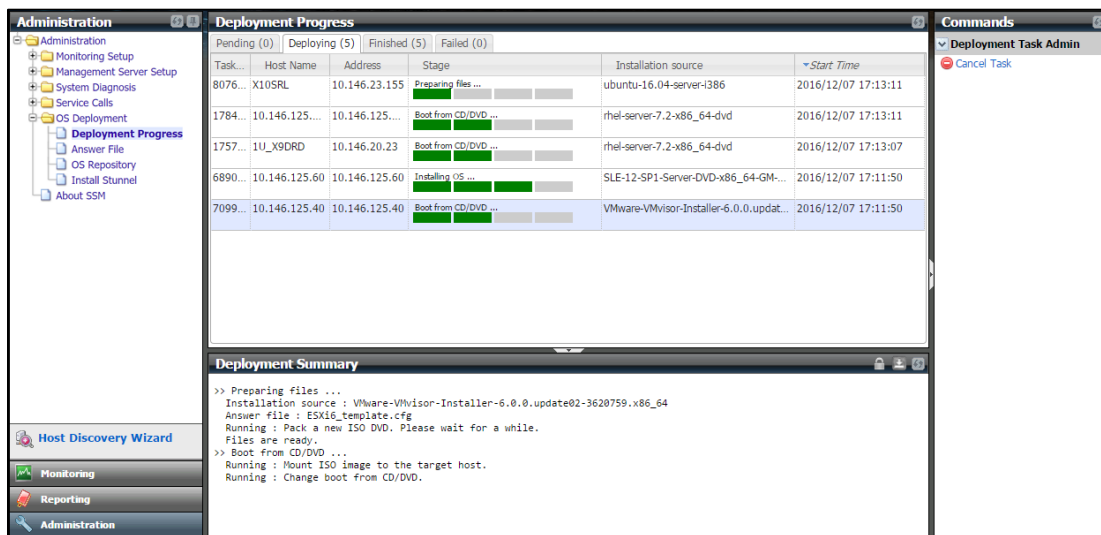 Administration
Administration
Monitoring Setup
Management Server Setup
System Diagnosis
Service Calls
OS Deployment
Deployment Progress
Answer File
OS Repository
Install Stunnel
About SSM
Host Discovery Wizard
Monitoring
Reporting
Administration
Deployment Progress
Pending (0) Deploying (5) Finished (5) Failed (0)
Task... Host Name Address Stage Installation source Start Time
8076... X10SRL 10.146.23.155 Preparing files ... ubuntu-16.04-server-i386 2016/12/07 17:13:11
1784... 10.146.125.... 10.146.125.... Boot from CD/DVD ... rhel-server-7.2-x86_64-dvd 2016/12/07 17:13:11
1757... 1U_X9DRD 10.146.20.23 Boot from CD/DVD ... rhel-server-7.2-x86_64-dvd 2016/12/07 17:13:07
6890... 10.146.125.60 10.146.125.60 Installing OS ... SLE-12-SP1-Server-DVD-x86_64-GM-... 2016/12/07 17:11:50
7099... 10.146.125.40 10.146.125.40 Boot from CD/DVD ... VMware-VMvisor-Installer-6.0.0.updat... 2016/12/07 17:11:50
Deployment Summary
>> Preparing files ...
Installation source : VMware-VMvisor-Installer-6.0.0.update02-3620759.x86_64
Answer file : ESXi6_template.cfg
Running : Pack a new ISO DVD. Please wait for a while.
Files are ready.
>> Boot from CD/DVD ...
Running : Mount ISO image to the target host.
Running : Change boot from CD/DVD.
Commands
Deployment Task Admin
Cancel Task